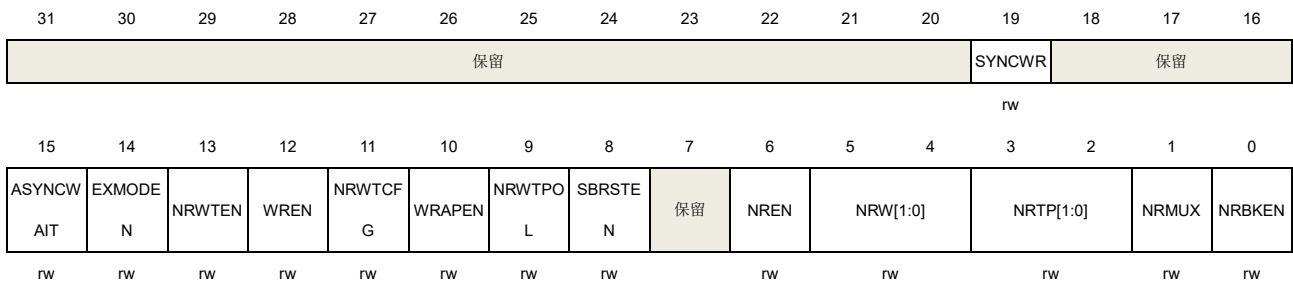 31 30 29 28 27 26 25 24 23 22 21 20 19 18 17 16
保留 SYNCWR 保留
rw
15 14 13 12 11 10 9 8 7 6 5 4 3 2 1 0
ASYNCW EXMODE NRWTCF NRWTPO SBRSTE
NRWTEN WREN WRAPEN 保留 NREN NRW[1:0] NRTP[1:0] NRMUX NRBKEN
AIT N G L N
rw rw rw rw rw rw rw rw rw rw rw rw rw